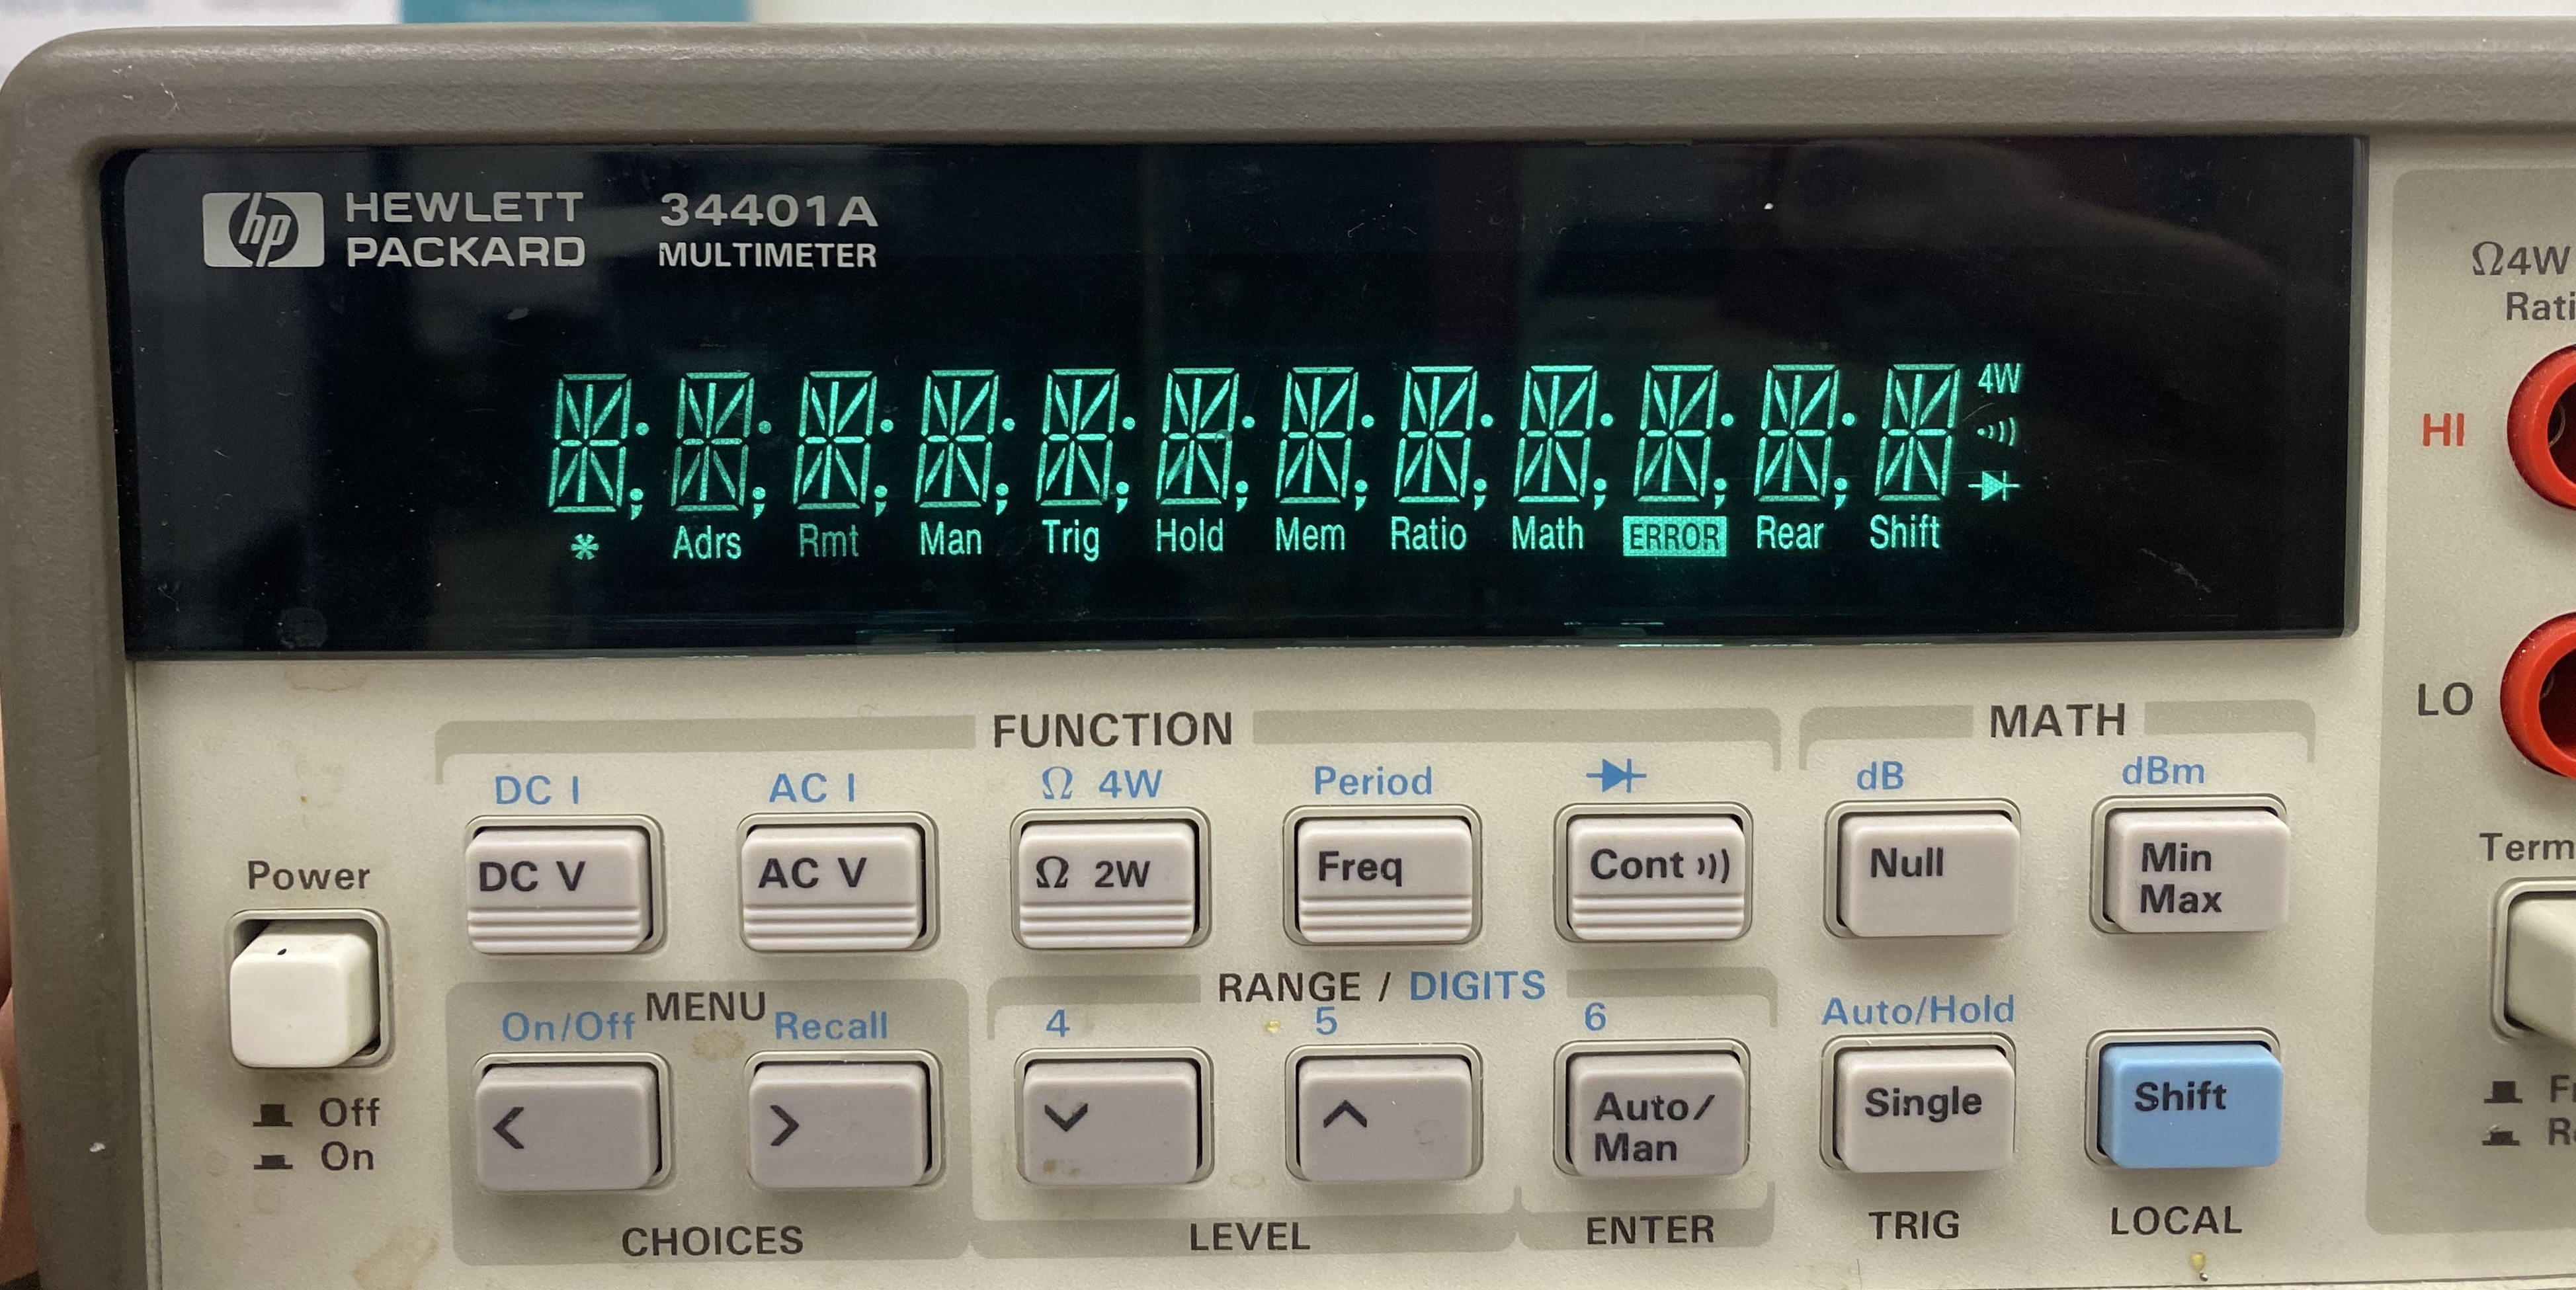 hp HEWLETT PACKARD
34401A
MULTIMETER
4W
* Adrs Rmt Man Trig Hold Mem Ratio Math ERROR Rear Shift
Ω4W
HI
LO
FUNCTION
MATH
DC I AC I Ω 4W Period dB dBm
Power
DC V AC V Ω 2W Freq Cont Null Min Max
RANGE / DIGITS
MENU
On/Off Recall 4 5 6 Auto/Hold
< > Auto/Man Single Shift
Off
On
CHOICES
LEVEL
ENTER
TRIG
LOCAL